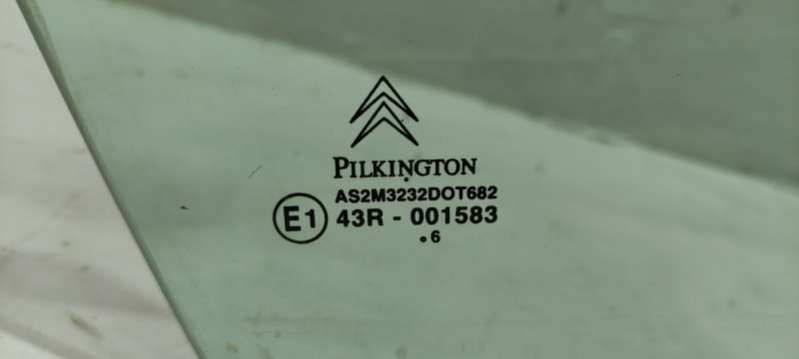 PILKINGTON
AS2M3232DOT682
E1 43R - 001583
.6